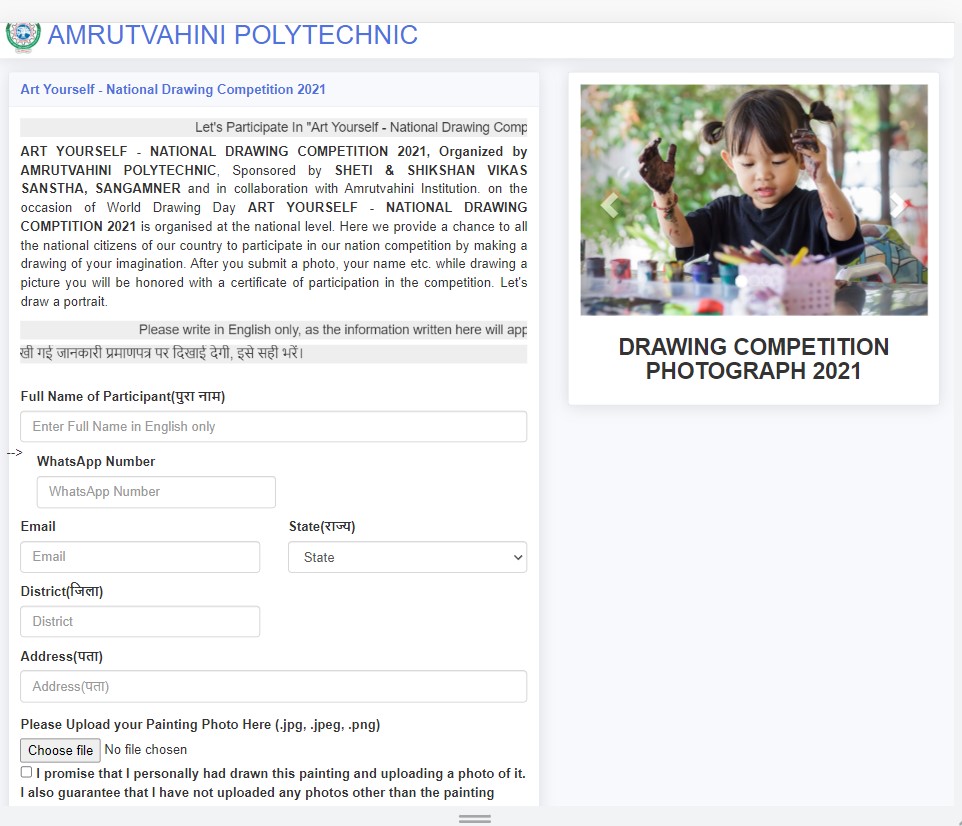 AMRUTVAHINI POLYTECHNIC
Art Yourself - National Drawing Competition 2021
Let's Participate In "Art Yourself - National Drawing Comp
ART YOURSELF - NATIONAL DRAWING COMPETITION 2021, Organized by
AMRUTVAHINI POLYTECHNIC, Sponsored by SHETI & SHIKSHAN VIKAS
SANSTHA, SANGAMNER and in collaboration with Amrutvahini Institution. on the
occasion of World Drawing Day ART YOURSELF - NATIONAL DRAWING
COMPTITION 2021 is organised at the national level. Here we provide a chance to all
the national citizens of our country to participate in our nation competition by making a
drawing of your imagination. After you submit a photo, your name etc. while drawing a
picture you will be honored with a certificate of participation in the competition. Let's
draw a portrait.
Please write in English only, as the information written here will app
खी गई जानकारी प्रमाणपत्र पर दिखाई देगी, इसे सही भरें।
Full Name of Participant(पुरा नाम)
Enter Full Name in English only
-->
WhatsApp Number
WhatsApp Number
Email
Email
State(राज्य)
State
District(जिला)
District
Address(पता)
Address(पता)
Please Upload your Painting Photo Here (.jpg, .jpeg, .png)
Choose file No file chosen
I promise that I personally had drawn this painting and uploading a photo of it.
I also guarantee that I have not uploaded any photos other than the painting
DRAWING COMPETITION
PHOTOGRAPH 2021